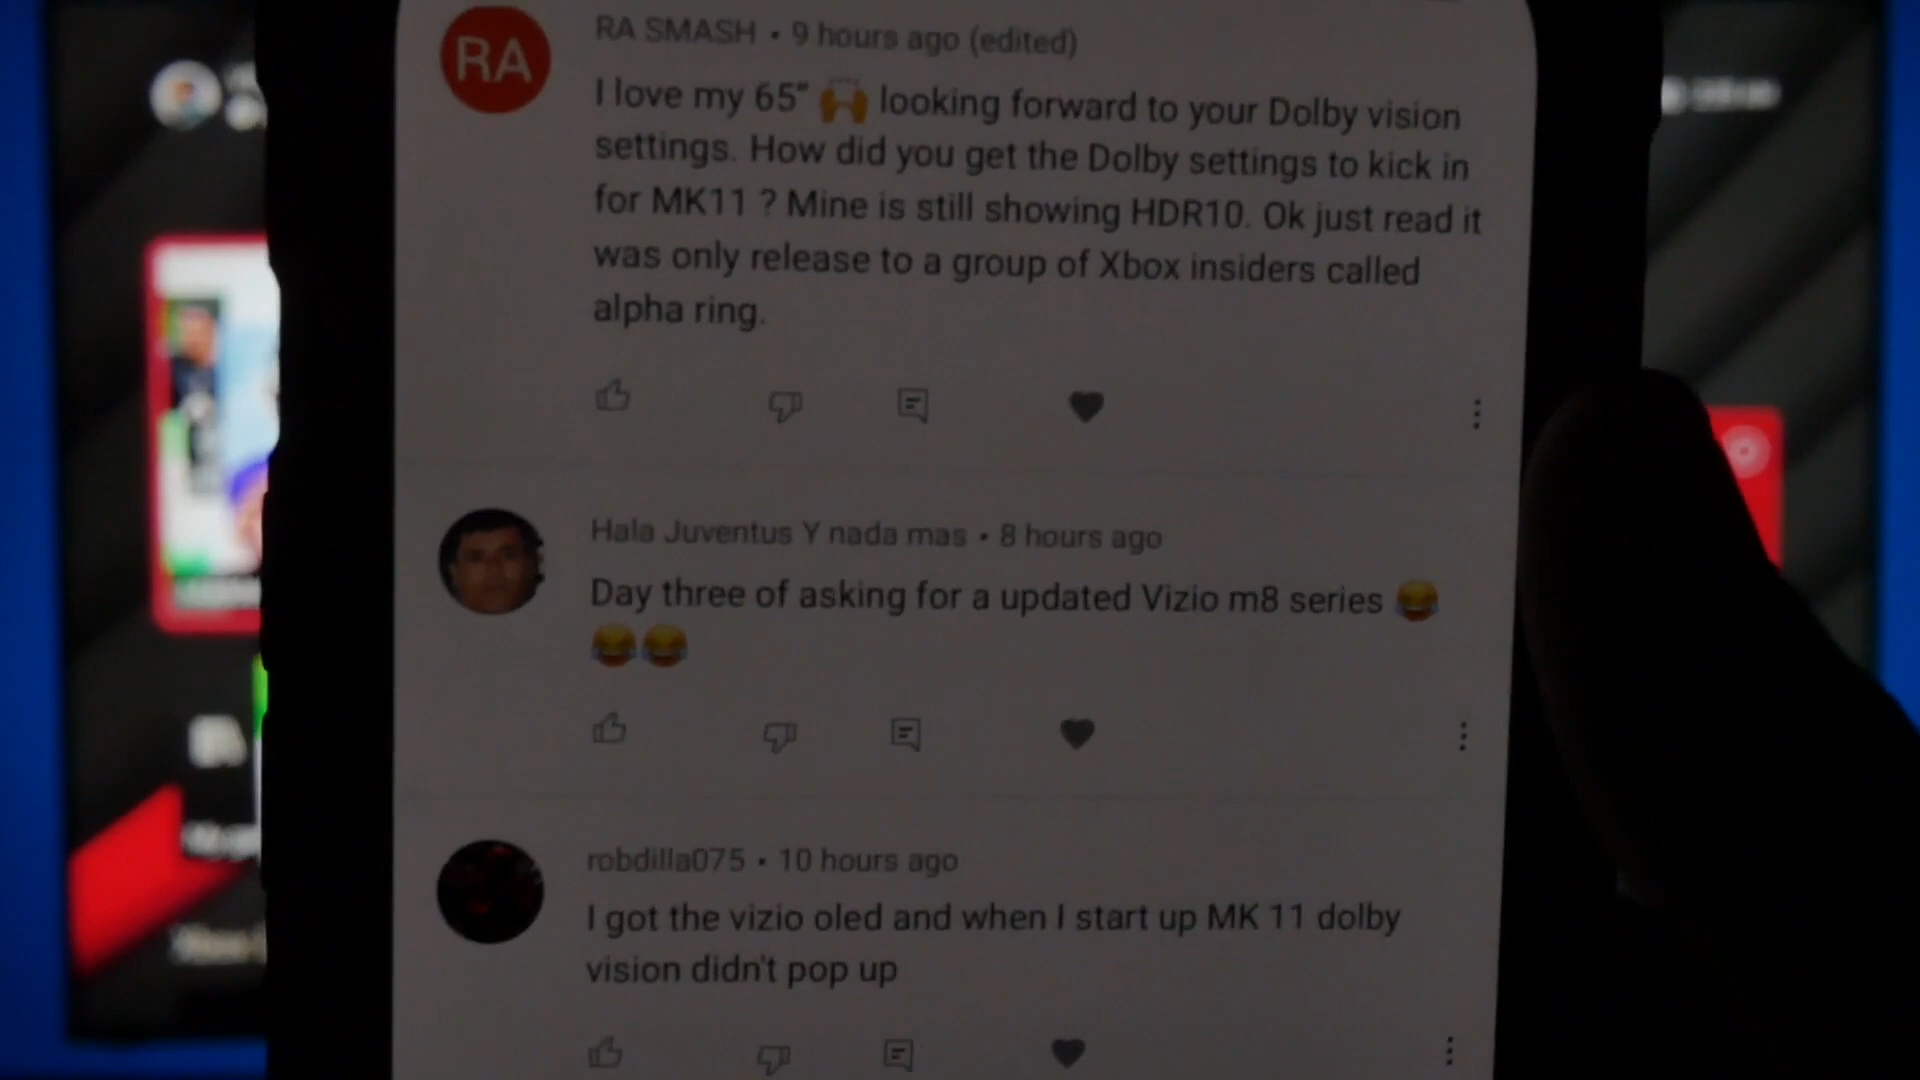 RA
RA SMASH • 9 hours ago (edited)
I love my 65" 🙌 looking forward to your Dolby vision
settings. How did you get the Dolby settings to kick in
for MK11 ? Mine is still showing HDR10. Ok just read it
was only release to a group of Xbox insiders called
alpha ring.
Hala Juventus Y nada mas • 8 hours ago
Day three of asking for a updated Vizio m8 series 😂
😂😂
robdilla075 • 10 hours ago
I got the vizio oled and when I start up MK 11 dolby
vision didn't pop up